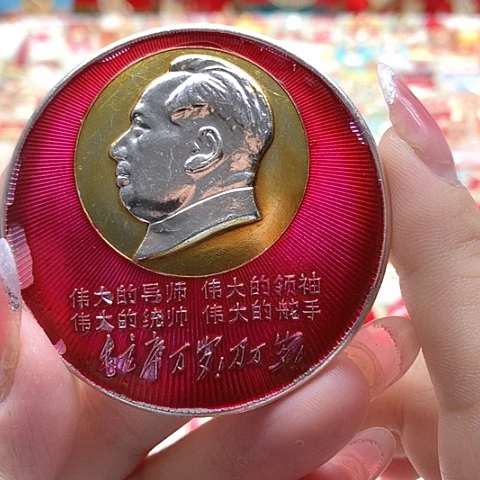 伟大的导师 伟大的领袖
伟大的统帅 伟大的舵手
毛主席万岁!万万岁